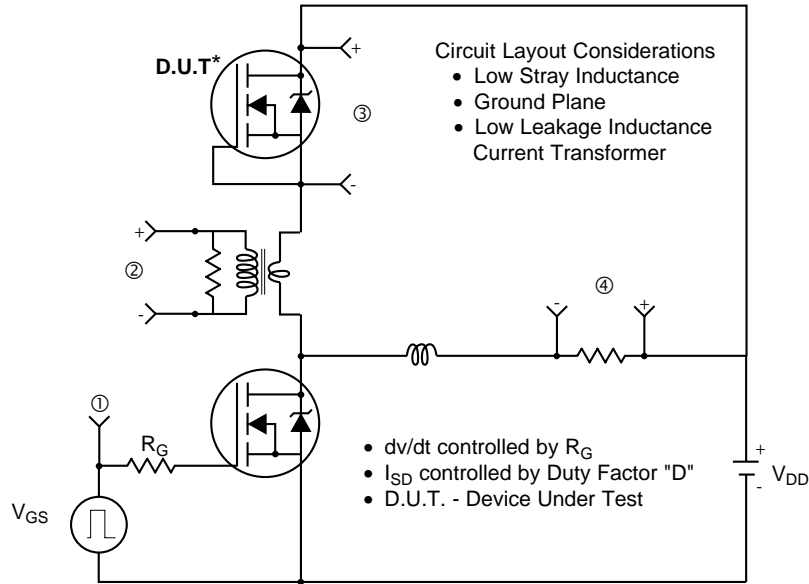 D.U.T*
+
-
③
Circuit Layout Considerations
• Low Stray Inductance
• Ground Plane
• Low Leakage Inductance
Current Transformer
+
②
-
④
-
+
①
R_G
V_GS
• dv/dt controlled by R_G
• I_SD controlled by Duty Factor "D"
• D.U.T. - Device Under Test
+
-
V_DD